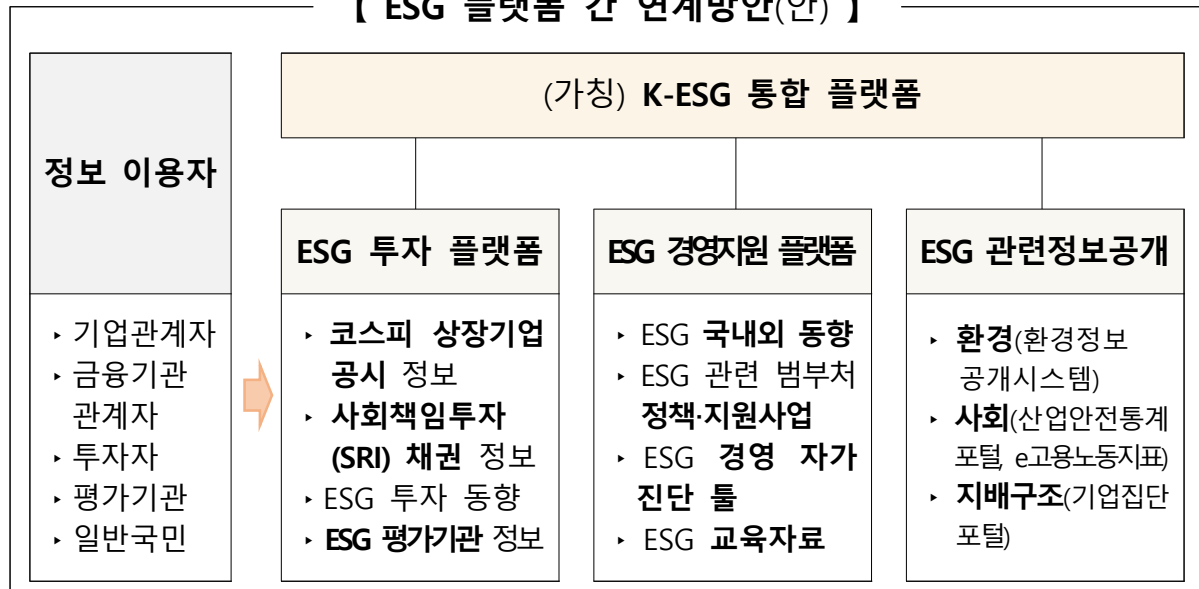 【 ESG 플랫폼 간 연계방안(안) 】
정보 이용자
‣ 기업관계자
‣ 금융기관
관계자
‣ 투자자
‣ 평가기관
‣ 일반국민
(가칭) K-ESG 통합 플랫폼
ESG 투자 플랫폼
‣ 코스피 상장기업
공시 정보
‣ 사회책임투자
(SRI) 채권 정보
‣ ESG 투자 동향
‣ ESG 평가기관 정보
ESG 경영지원 플랫폼
‣ ESG 국내외 동향
‣ ESG 관련 범부처
정책·지원사업
‣ ESG 경영 자가
진단 툴
‣ ESG 교육자료
ESG 관련정보공개
‣ 환경(환경정보
공개시스템)
‣ 사회(산업안전통계
포털, e고용노동지표)
‣ 지배구조(기업집단
포털)